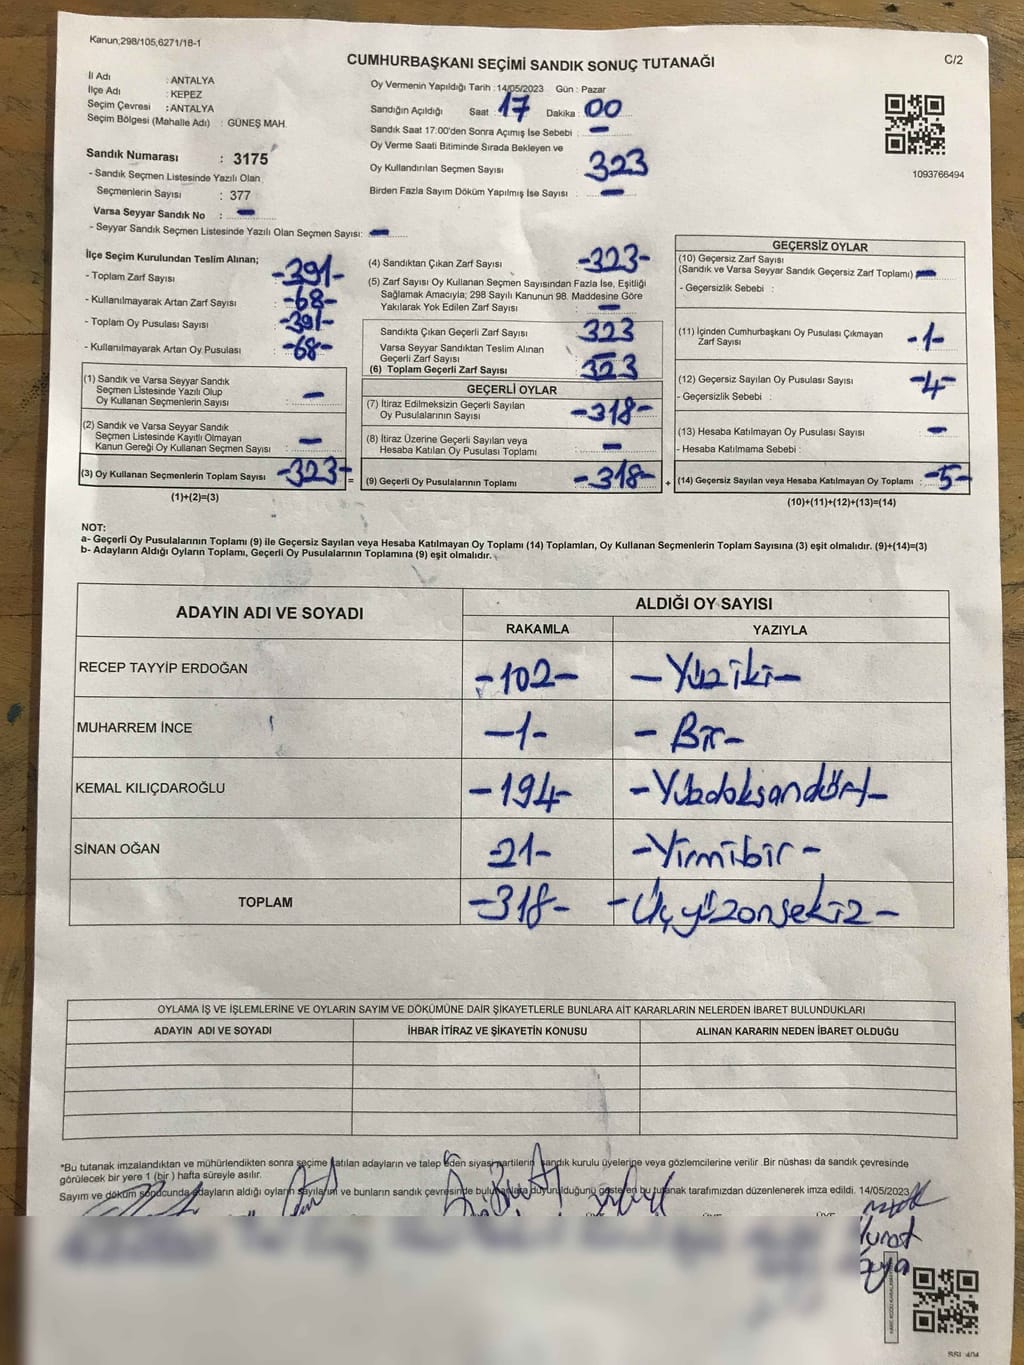 Kanun;298/105,6271/18-1
CUMHURBAŞKANI SEÇİMİ SANDIK SONUÇ TUTANAĞI
C/2
İl Adı : ANTALYA
İlçe Adı : KEPEZ
Seçim Çevresi : ANTALYA
Seçim Bölgesi (Mahalle Adı) : GÜNEŞ MAH.
Oy Vermenin Yapıldığı Tarih : 14/05/2023 Gün : Pazar
Sandığın Açıldığı Saat : 17 Dakika : 00
Sandık Saat 17:00'den Sonra Açımış İse Sebebi : -
Oy Verme Saati Bitiminde Sırada Bekleyen ve
Oy Kullandırılan Seçmen Sayısı 323
Birden Fazla Sayım Döküm Yapılmış İse Sayısı : -
1093766494
Sandık Numarası : 3175
- Sandık Seçmen Listesinde Yazılı Olan
Seçmenlerin Sayısı : 377
Varsa Seyyar Sandık No : -
- Seyyar Sandık Seçmen Listesinde Yazılı Olan Seçmen Sayısı: -
İlçe Seçim Kurulundan Teslim Alınan;
- Toplam Zarf Sayısı -391-
- Kullanılmayarak Artan Zarf Sayısı : -68-
- Toplam Oy Pusulası Sayısı : -391-
- Kullanılmayarak Artan Oy Pusulası : -68-
(1) Sandık ve Varsa Seyyar Sandık
Seçmen Listesinde Yazılı Olup
Oy Kullanan Seçmenlerin Sayısı : -
(2) Sandık ve Varsa Seyyar Sandık
Seçmen Listesinde Kayıtlı Olmayan
Kanun Gereği Oy Kullanan Seçmen Sayısı : -
(3) Oy Kullanan Seçmenlerin Toplam Sayısı -323- =
(1)+(2)=(3)
(4) Sandıktan Çıkan Zarf Sayısı -323-
(5) Zarf Sayısı Oy Kullanan Seçmen Sayısından Fazla İse, Eşitliği
Sağlamak Amacıyla; 298 Sayılı Kanunun 98. Maddesine Göre
Yakılarak Yok Edilen Zarf Sayısı : -
Sandıkta Çıkan Geçerli Zarf Sayısı 323
Varsa Seyyar Sandıktan Teslim Alınan
Geçerli Zarf Sayısı : -
(6) Toplam Geçerli Zarf Sayısı 323
GEÇERLİ OYLAR
(7) İtiraz Edilmeksizin Geçerli Sayılan
Oy Pusulalarının Sayısı -318-
(8) İtiraz Üzerine Geçerli Sayılan veya
Hesaba Katılan Oy Pusulası Toplamı : -
(9) Geçerli Oy Pusulalarının Toplamı : -318- +
GEÇERSİZ OYLAR
(10) Geçersiz Zarf Sayısı
(Sandık ve Varsa Seyyar Sandık Geçersiz Zarf Toplamı) -
- Geçersizlik Sebebi :
(11) İçinden Cumhurbaşkanı Oy Pusulası Çıkmayan
Zarf Sayısı -1-
(12) Geçersiz Sayılan Oy Pusulası Sayısı -4-
- Geçersizlik Sebebi :
(13) Hesaba Katılmayan Oy Pusulası Sayısı -
- Hesaba Katılmama Sebebi :
(14) Geçersiz Sayılan veya Hesaba Katılmayan Oy Toplamı : -5-
(10)+(11)+(12)+(13)=(14)
NOT:
a- Geçerli Oy Pusulalarının Toplamı (9) ile Geçersiz Sayılan veya Hesaba Katılmayan Oy Toplamı (14) Toplamları, Oy Kullanan Seçmenlerin Toplam Sayısına (3) eşit olmalıdır. (9)+(14)=(3)
b- Adayların Aldığı Oyların Toplamı, Geçerli Oy Pusulalarının Toplamına (9) eşit olmalıdır.
ADAYIN ADI VE SOYADI ALDIĞI OY SAYISI
RAKAMLA YAZIYLA
RECEP TAYYİP ERDOĞAN -102- -Yüz iki-
MUHARREM İNCE -1- -Bir-
KEMAL KILIÇDAROĞLU -194- -Yüzdoksandört-
SİNAN OĞAN -21- -Yirmibir-
TOPLAM -318- -Üçyüzonsekiz-
OYLAMA İŞ VE İŞLEMLERİNE VE OYLARIN SAYIM VE DÖKÜMÜNE DAİR ŞİKAYETLERLE BUNLARA AİT KARARLARIN NELERDEN İBARET BULUNDUKLARI
ADAYIN ADI VE SOYADI İHBAR İTİRAZ VE ŞİKAYETİN KONUSU ALINAN KARARIN NEDEN İBARET OLDUĞU
*Bu tutanak imzalandıktan ve mühürlendikten sonra seçime katılan adayların ve talep eden siyasi partilerin sandık kurulu üyelerine veya gözlemcilerine verilir .Bir nüshası da sandık çevresinde
görülecek bir yere 1 (bir ) hafta süreyle asılır.
Sayım ve döküm sonucunda adayların aldığı oyların sayılarını ve bunların sandık çevresinde bulunanlara duyurulduğunu gösteren bu tutanak tarafımızdan düzenlenerek imza edildi. 14/05/2023